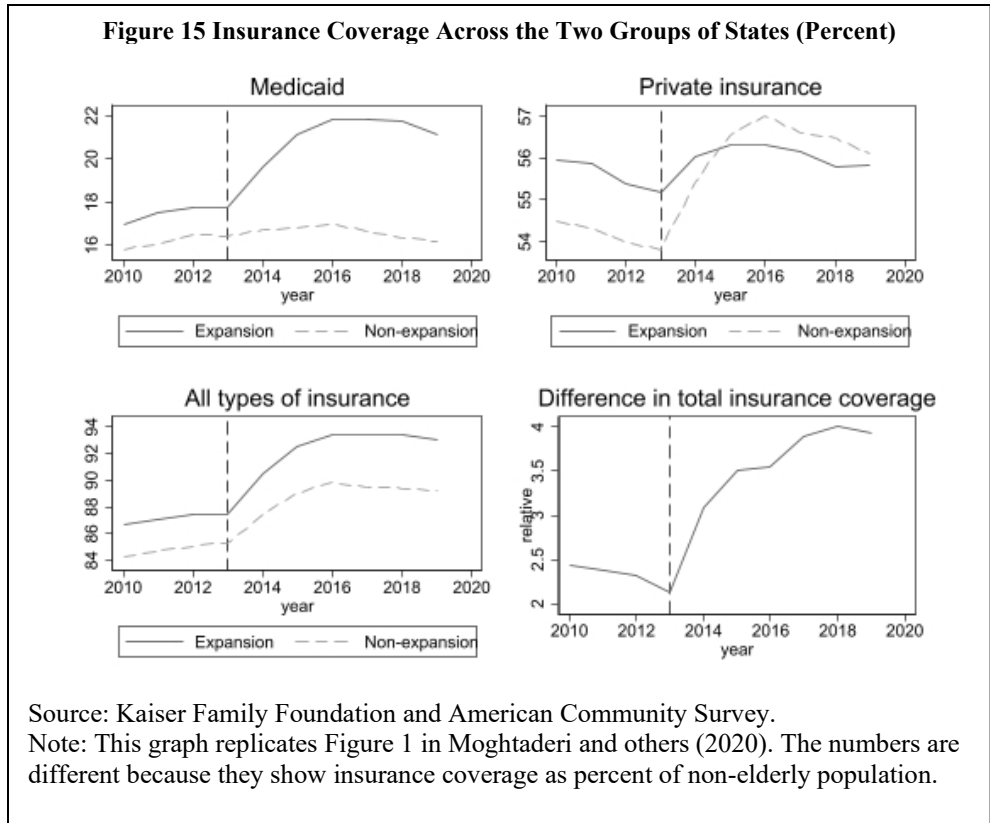 Figure 15 Insurance Coverage Across the Two Groups of States (Percent)
Medicaid
22
20
18
16
2010 2012 2014 2016 2018 2020
year
Expansion Non-expansion
Private insurance
57
56
55
54
2010 2012 2014 2016 2018 2020
year
Expansion Non-expansion
All types of insurance
94
92
90
88
86
84
2010 2012 2014 2016 2018 2020
year
Expansion Non-expansion
Difference in total insurance coverage
relative
4
3.5
3
2.5
2
2010 2012 2014 2016 2018 2020
year
Source: Kaiser Family Foundation and American Community Survey.
Note: This graph replicates Figure 1 in Moghtaderi and others (2020). The numbers are
different because they show insurance coverage as percent of non-elderly population.